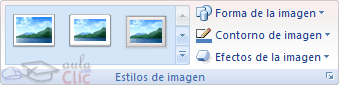 Forma de la imagen
Contorno de imagen
Efectos de la imagen
aula
Clic
Estilos de imagen